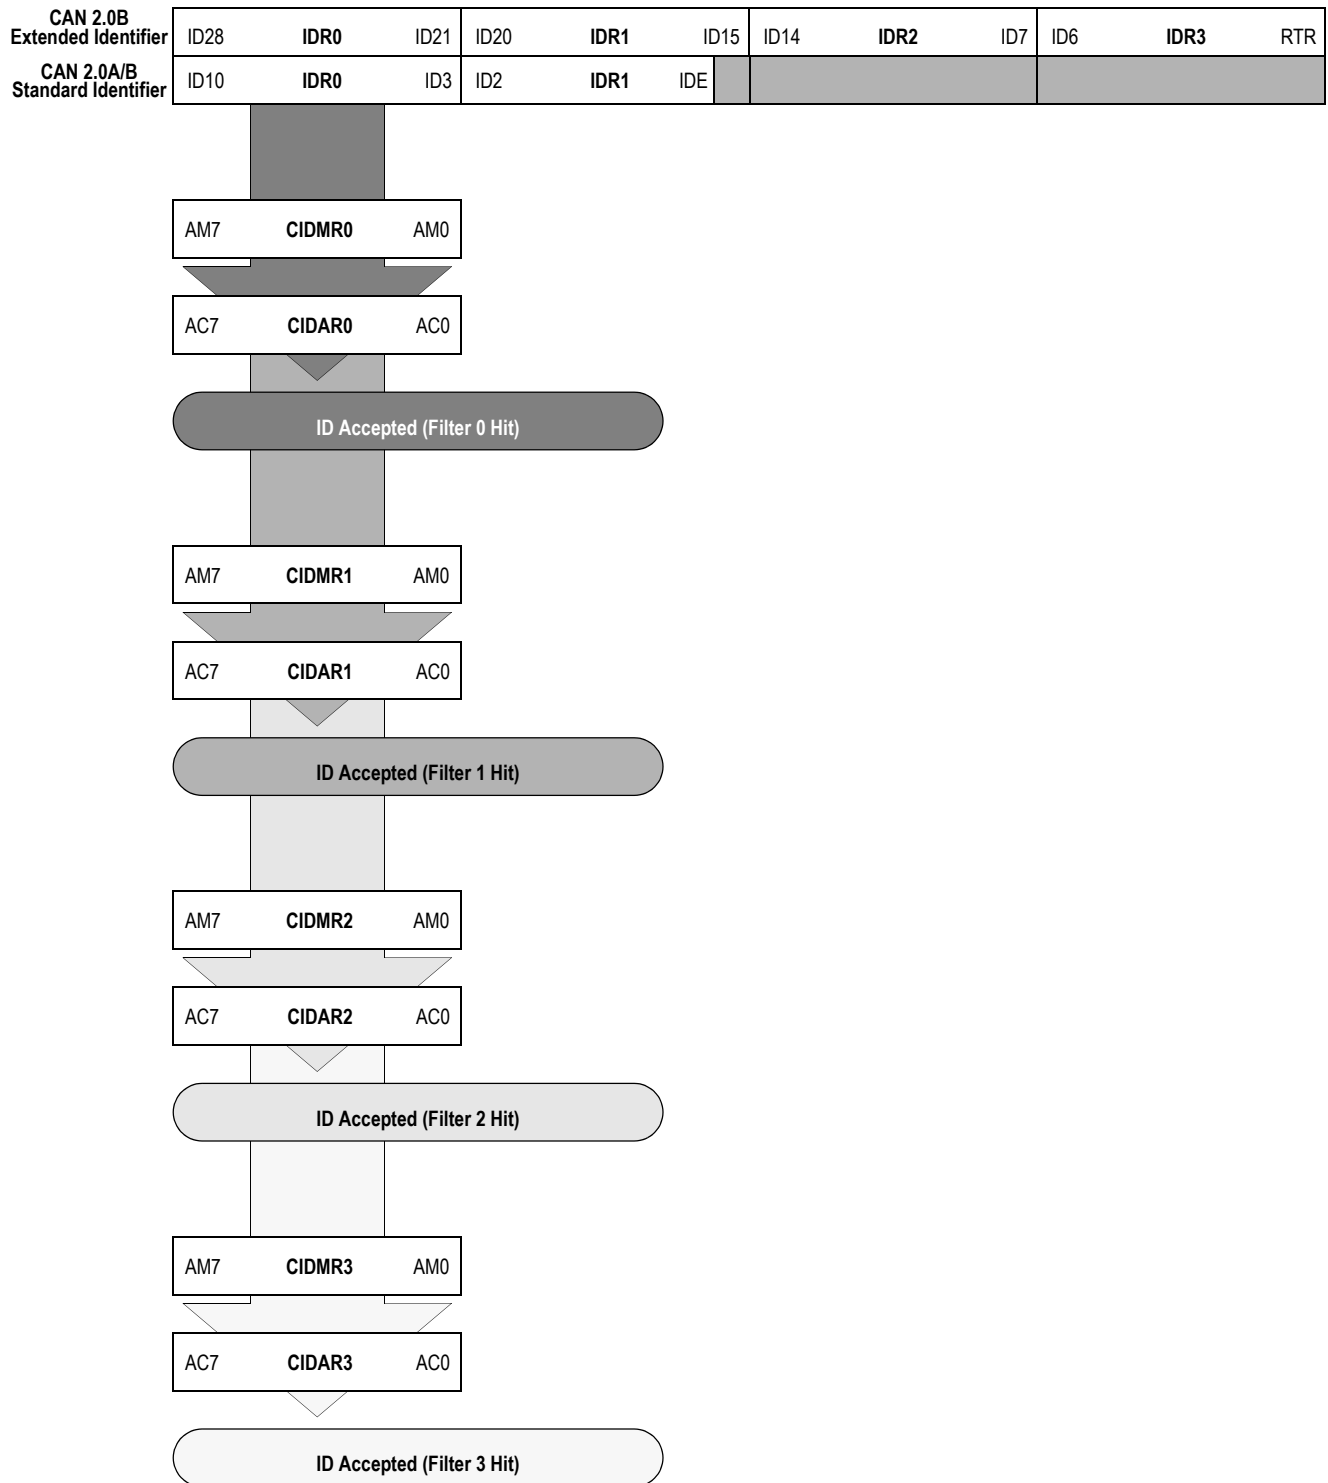 CAN 2.0B
Extended Identifier ID28 IDR0 ID21 ID20 IDR1 ID15 ID14 IDR2 ID7 ID6 IDR3 RTR
CAN 2.0A/B
Standard Identifier ID10 IDR0 ID3 ID2 IDR1 IDE
AM7 CIDMR0 AM0
AC7 CIDAR0 AC0
ID Accepted (Filter 0 Hit)
AM7 CIDMR1 AM0
AC7 CIDAR1 AC0
ID Accepted (Filter 1 Hit)
AM7 CIDMR2 AM0
AC7 CIDAR2 AC0
ID Accepted (Filter 2 Hit)
AM7 CIDMR3 AM0
AC7 CIDAR3 AC0
ID Accepted (Filter 3 Hit)